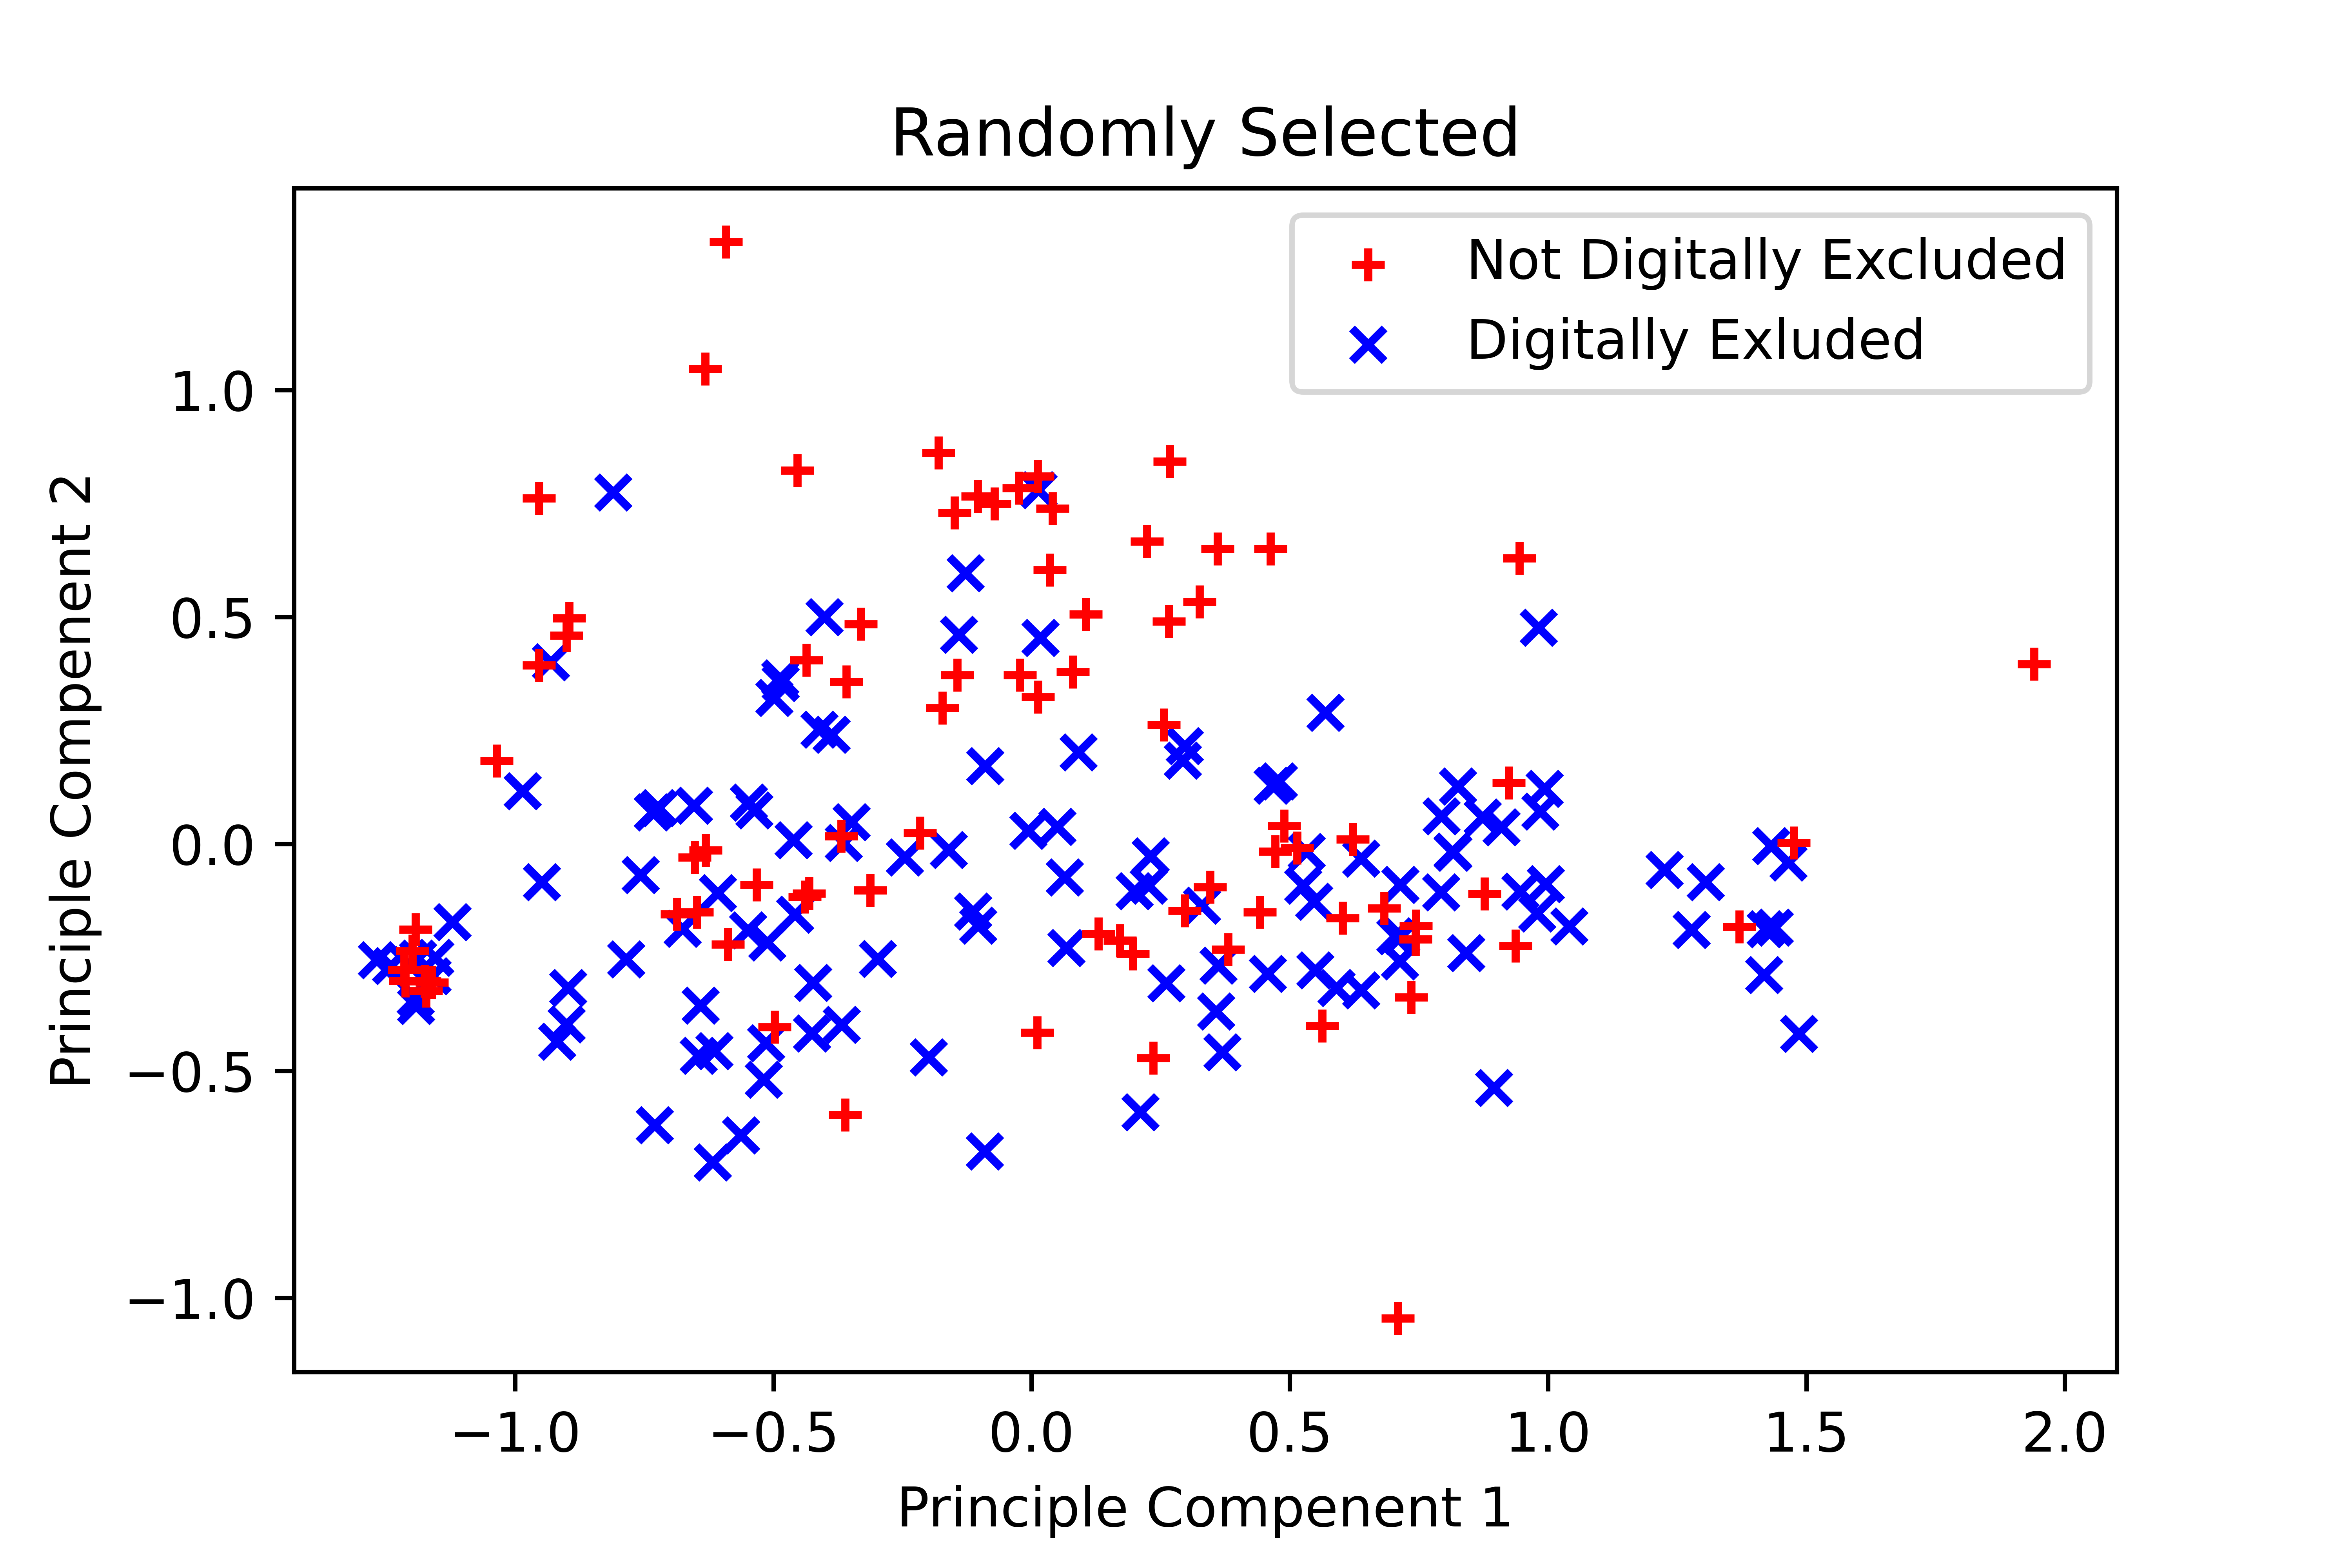 Randomly Selected
Not Digitally Excluded
Digitally Exluded
Principle Compenent 2
1.0
0.5
0.0
−0.5
−1.0
−1.0 −0.5 0.0 0.5 1.0 1.5 2.0
Principle Compenent 1